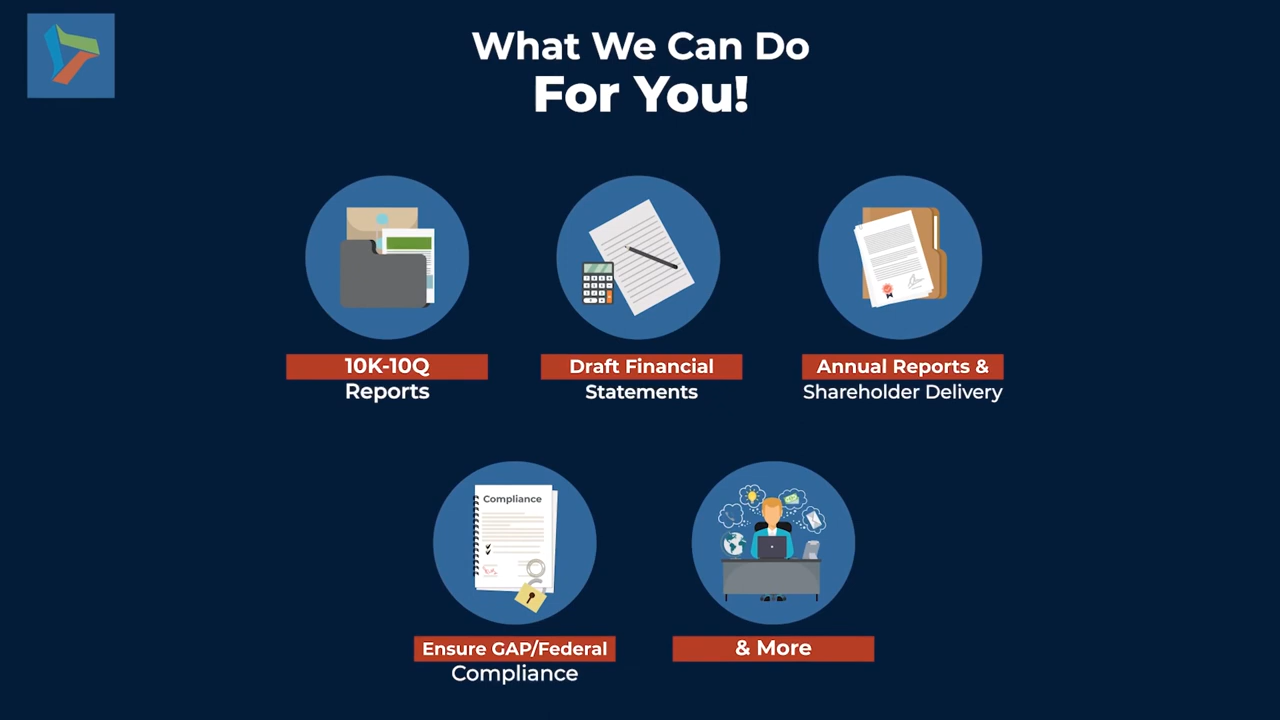 What We Can Do
For You!
10K-10Q
Reports
Draft Financial
Statements
Annual Reports &
Shareholder Delivery
Compliance
Ensure GAP/Federal
Compliance
& More